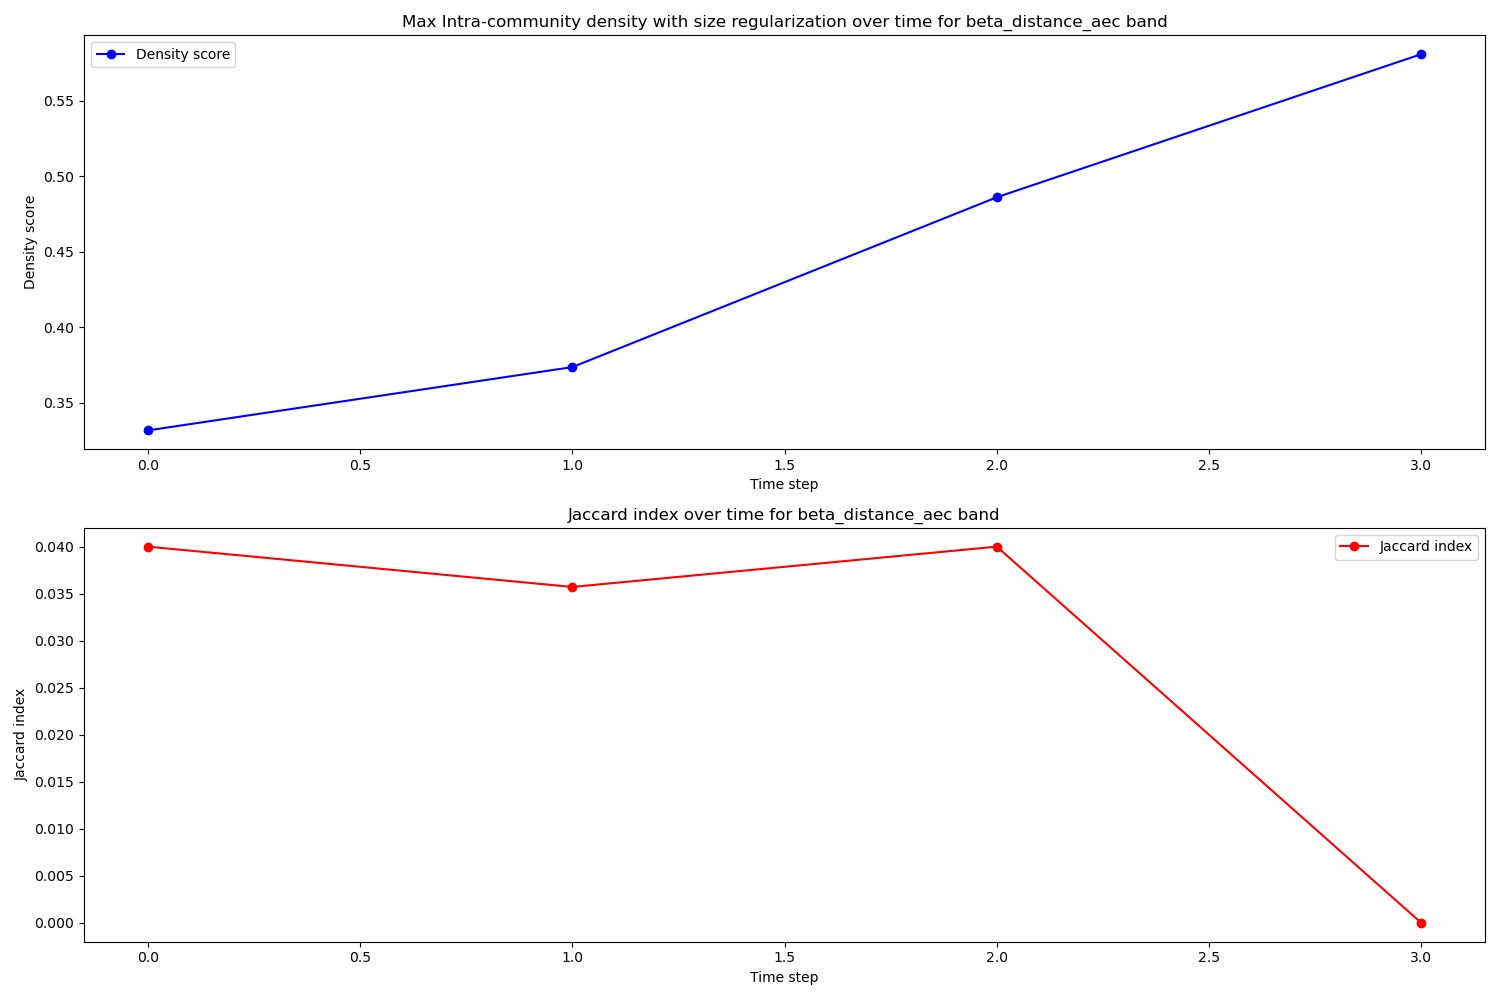 Max Intra-community density with size regularization over time for beta_distance_aec band
Density score
0.55
0.50
0.45
0.40
0.35
Density score
0.0 0.5 1.0 1.5 2.0 2.5 3.0
Time step
Jaccard index over time for beta_distance_aec band
Jaccard index
0.040
0.035
0.030
0.025
0.020
0.015
0.010
0.005
0.000
Jaccard index
0.0 0.5 1.0 1.5 2.0 2.5 3.0
Time step